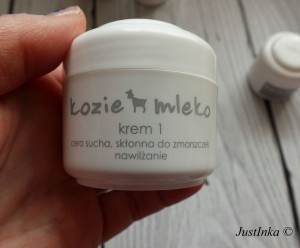 kozie mleko
krem 1
cera sucha, skłonna do zmarszczek
nawilżanie
JustInka ©